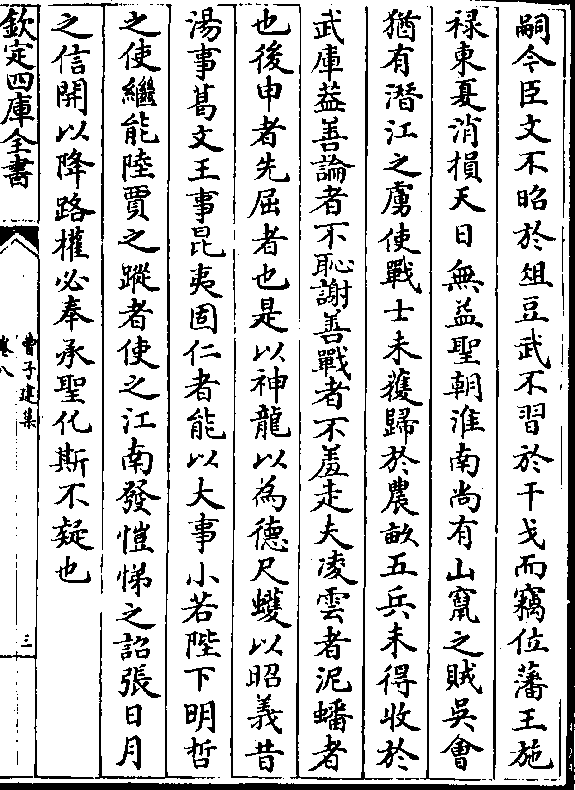 嗣今臣文不昭於俎豆武不習於干戈而竊位藩王施
祿東夏消損天日無益聖朝淮南尚有山竄之賊吳會
猶有潛江之虜使戰士未獲歸於農畝五兵未得收於
武庫葢善論者不恥謝善戰者不羞走夫凌雲者泥蟠者
也後申者先屈者也是以神龍以為德尺蠖以昭義昔
湯事葛文王事昆夷固仁者能以大事小若陛下明哲
之使繼能陸賈之蹤者使之江南發愷悌之詔張日月
之信開以降路權必奉承聖化斯不疑也
欽定四庫全書
曹子建集
卷八
三